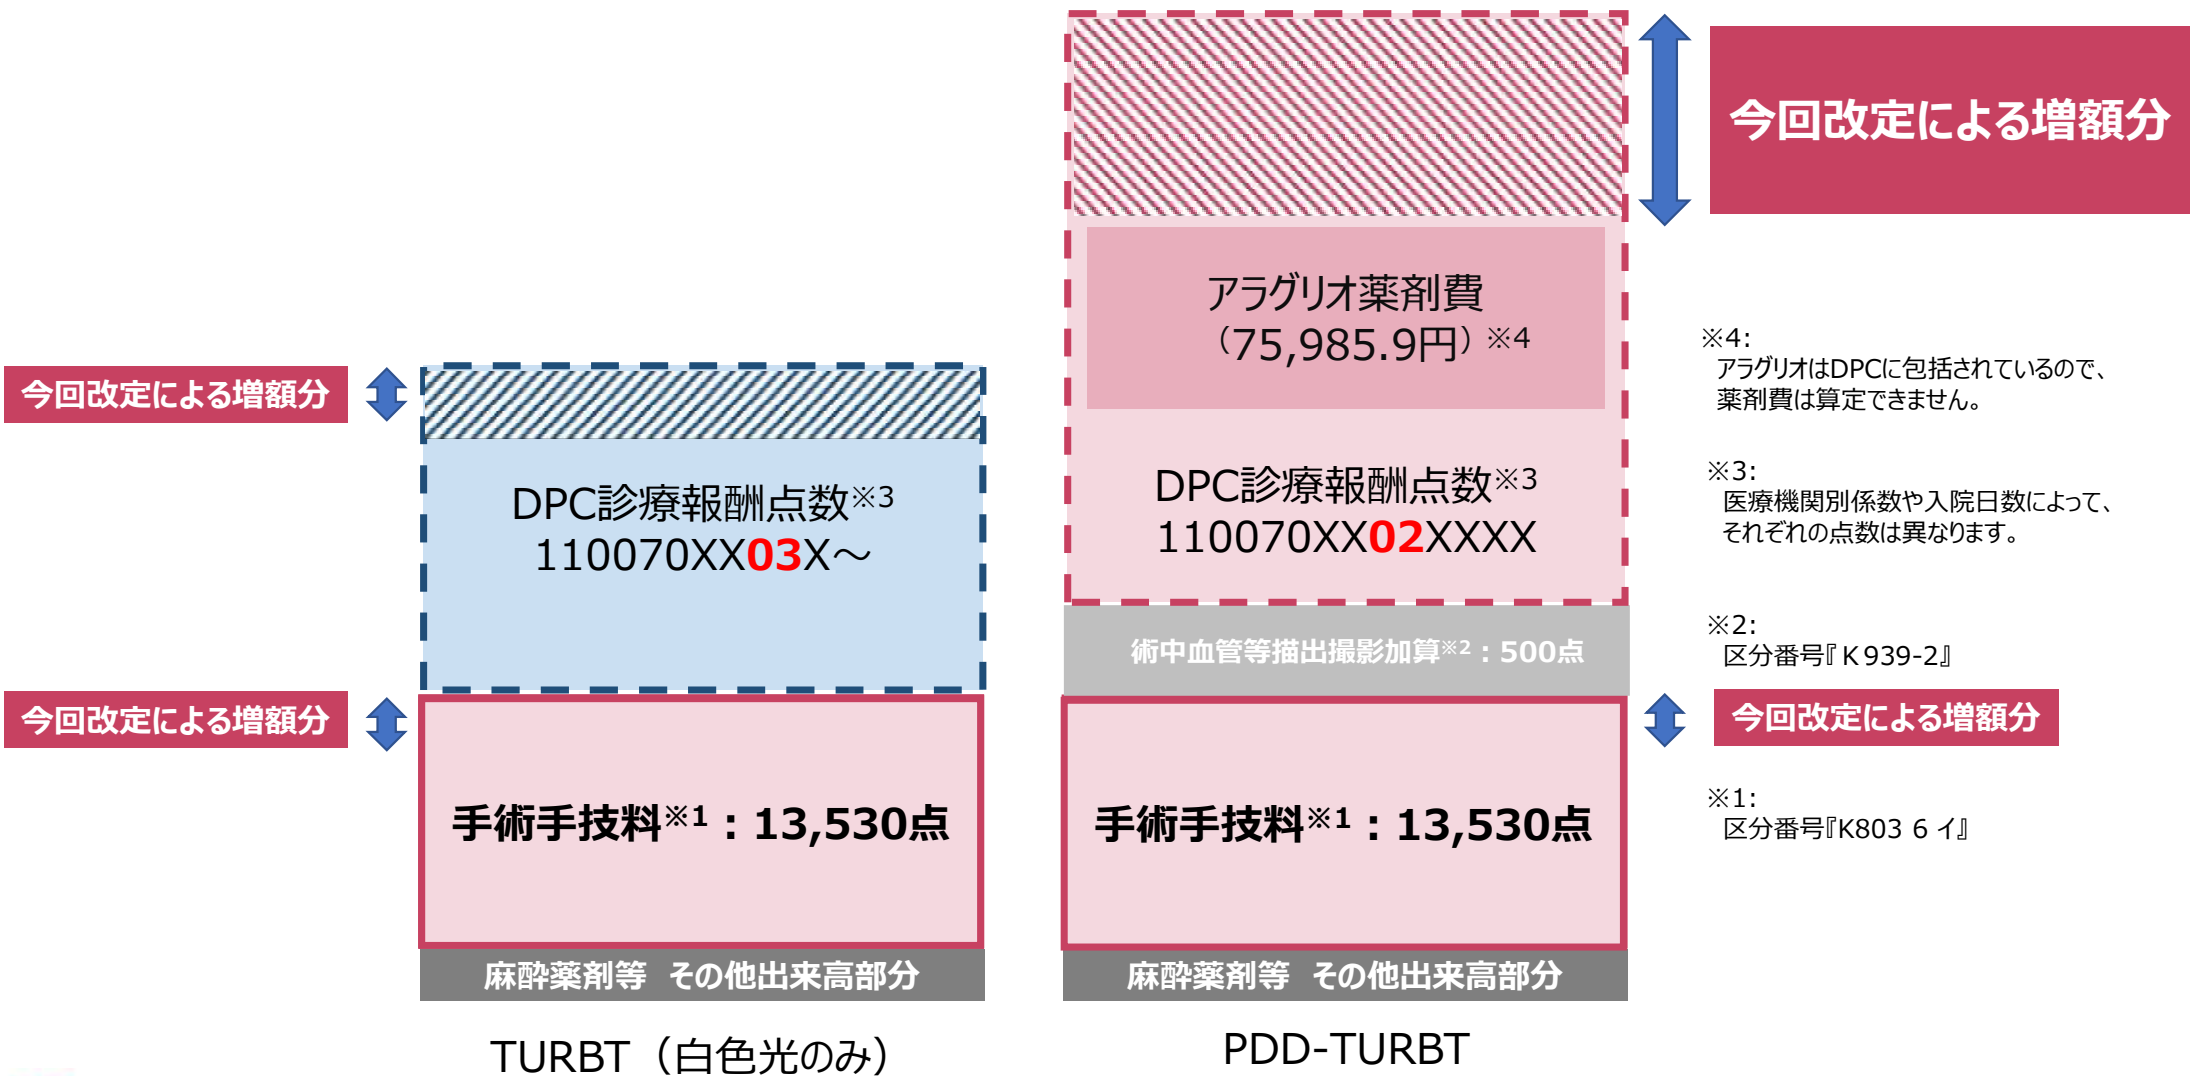 今回改定による増額分
アラグリオ薬剤費
（75,985.9円）※4
※4:
アラグリオはDPCに包括されているので、
薬剤費は算定できません。
今回改定による増額分
DPC診療報酬点数※3
110070XX03X～
DPC診療報酬点数※3
110070XX02XXXX
※3:
医療機関別係数や入院日数によって、
それぞれの点数は異なります。
術中血管等描出撮影加算※2：500点
※2:
区分番号『Ｋ939-2』
今回改定による増額分
今回改定による増額分
手術手技料※1：13,530点
手術手技料※1：13,530点
※1:
区分番号『K803 6 イ』
麻酔薬剤等　その他出来高部分
麻酔薬剤等　その他出来高部分
TURBT（白色光のみ）
PDD-TURBT